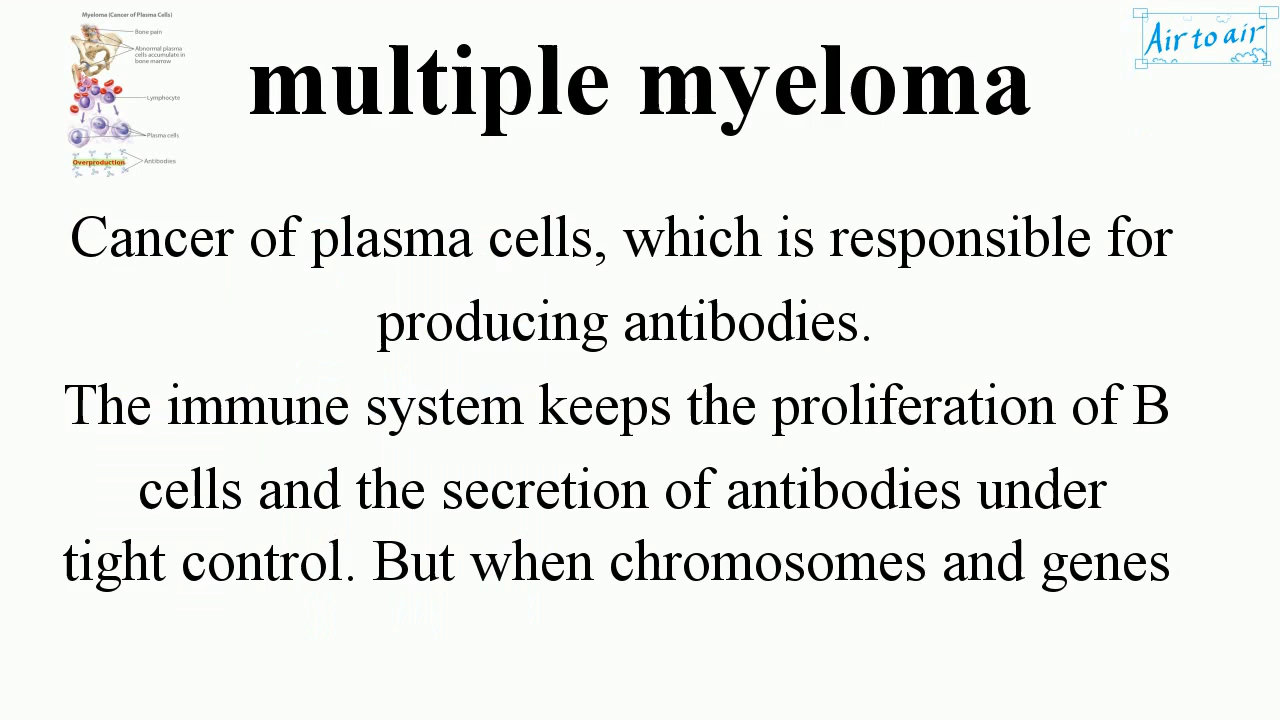 Myeloma (Cancer of Plasma Cells)
Bone pain
Abnormal plasma
cells accumulate in
bone marrow
Lymphocyte
Plasma cells
Overproduction
Antibodies
multiple myeloma
Air to air
Cancer of plasma cells, which is responsible for
producing antibodies.
The immune system keeps the proliferation of B
cells and the secretion of antibodies under
tight control. But when chromosomes and genes